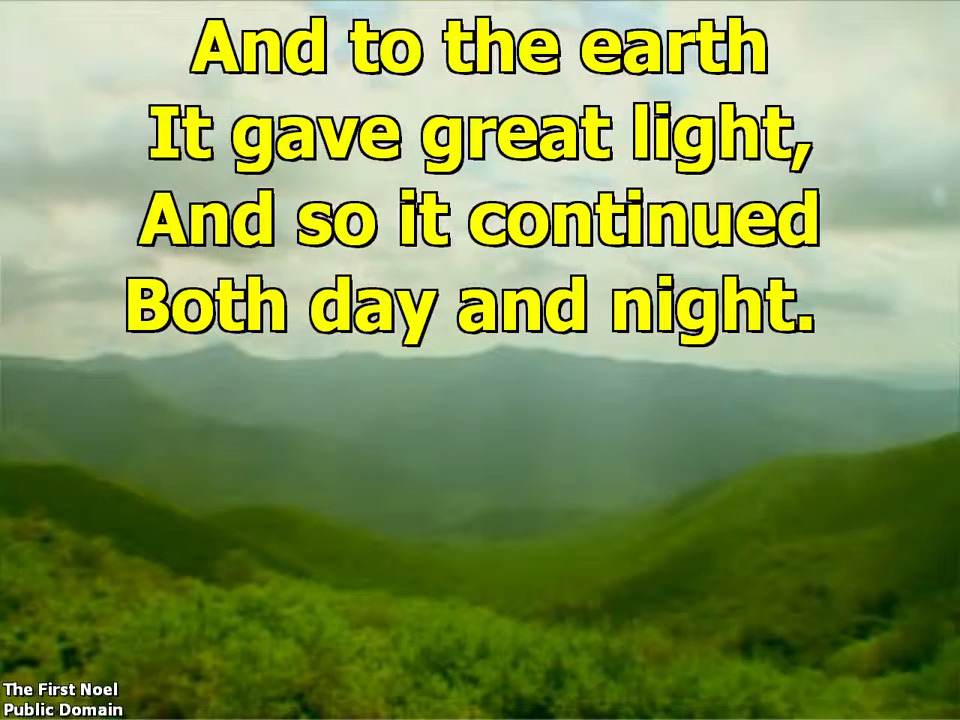 And to the earth
It gave great light,
And so it continued
Both day and night.
The First Noel
Public Domain